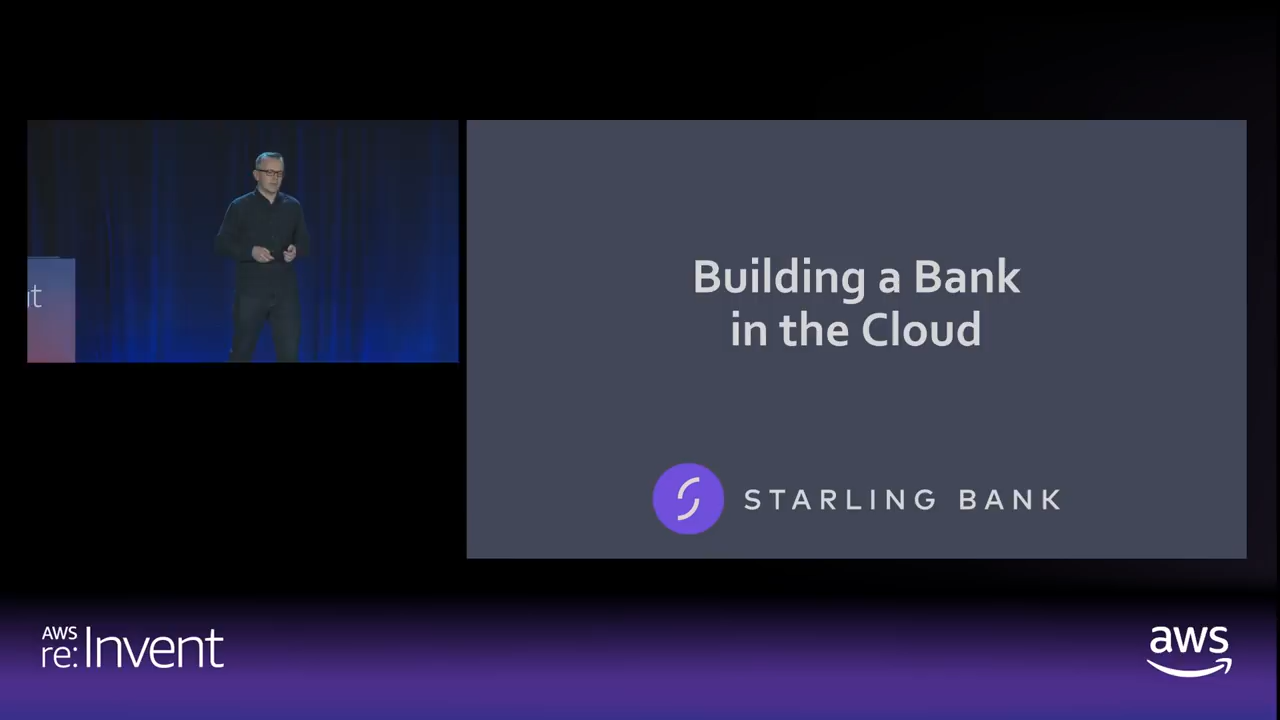 Building a Bank
in the Cloud
STARLING BANK
AWS
re:Invent
aws